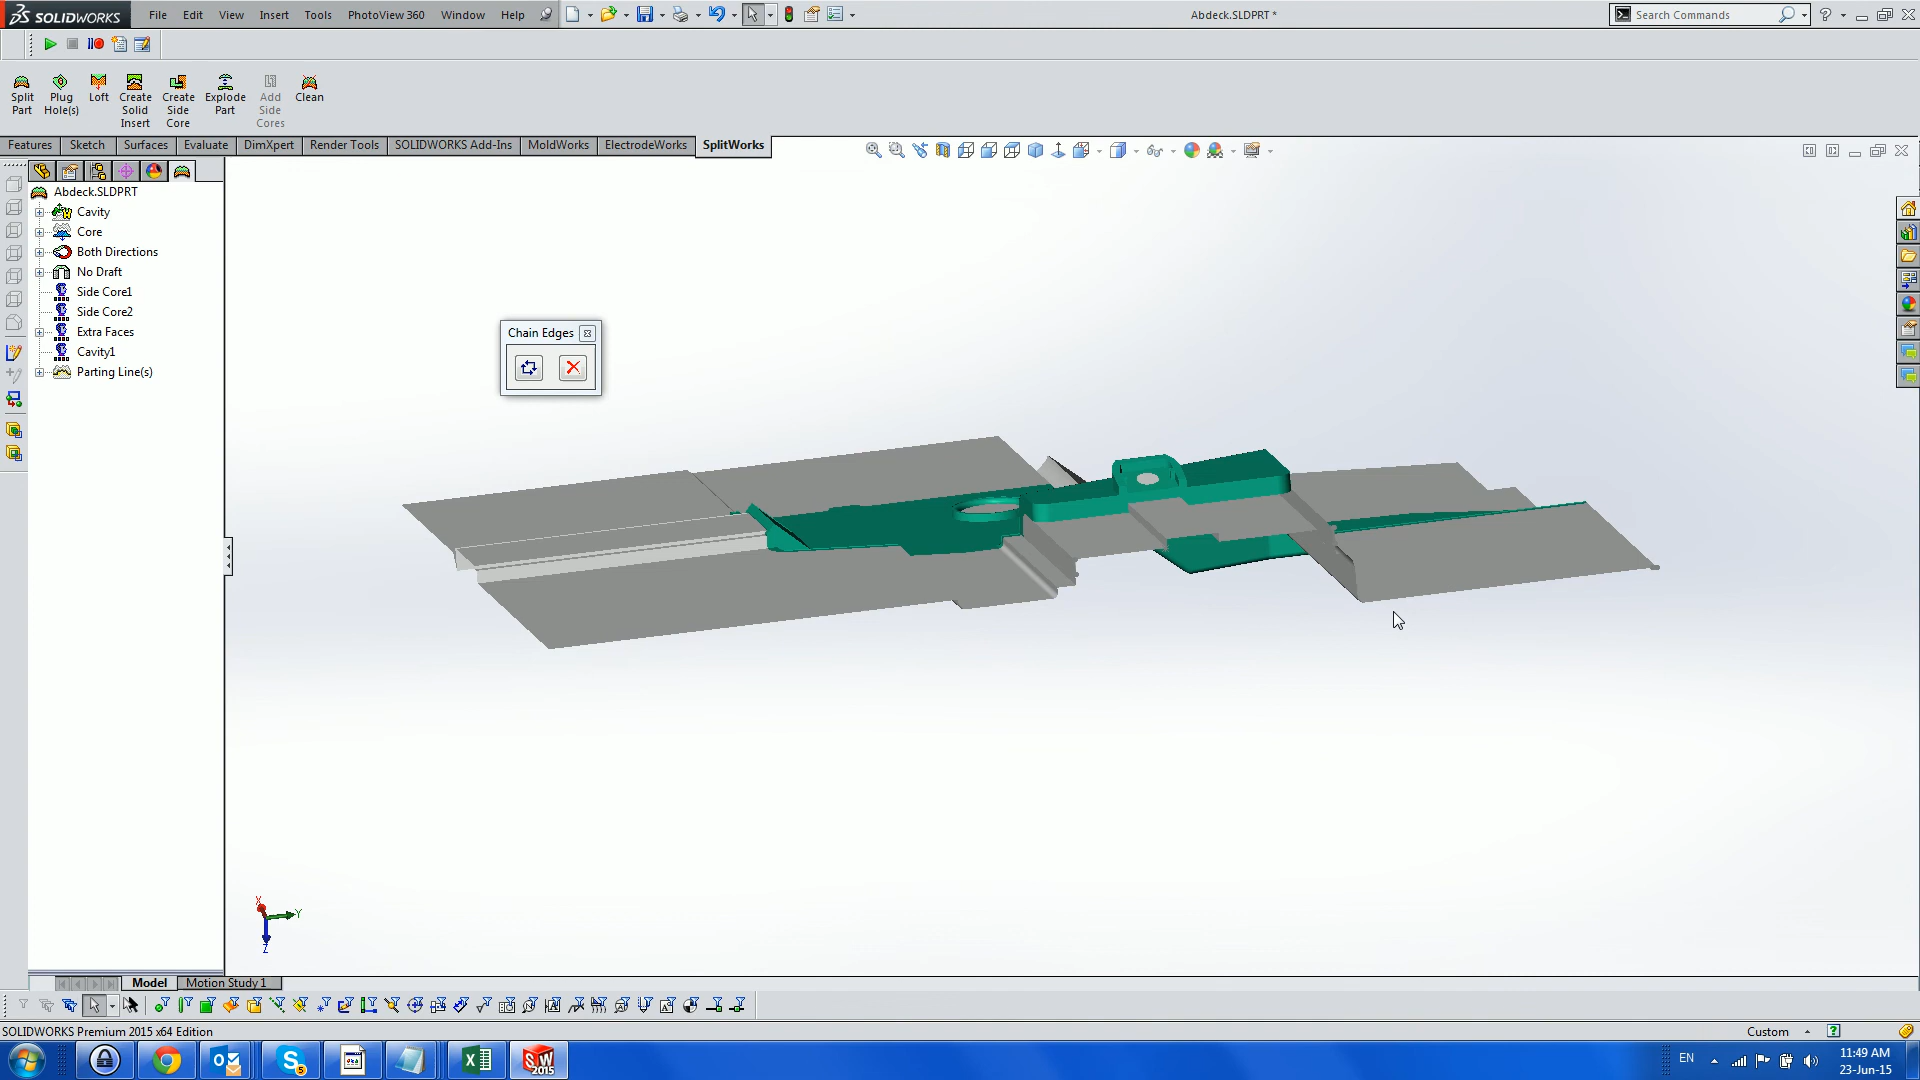 SOLIDWORKS File Edit View Insert Tools PhotoView 360 Window Help Abdeck.SLDPRT * Search Commands
Split Part
Plug Hole(s)
Loft
Create Solid Insert
Create Side Core
Explode Part
Add Side Cores
Clean
Features Sketch Surfaces Evaluate DimXpert Render Tools SOLIDWORKS Add-Ins MoldWorks ElectrodeWorks SplitWorks
Abdeck.SLDPRT
Cavity
Core
Both Directions
No Draft
Side Core1
Side Core2
Extra Faces
Cavity1
Parting Line(s)
Chain Edges
X
Y
Z
Model Motion Study 1
SOLIDWORKS Premium 2015 x64 Edition Custom
EN 11:49 AM
23-Jun-15